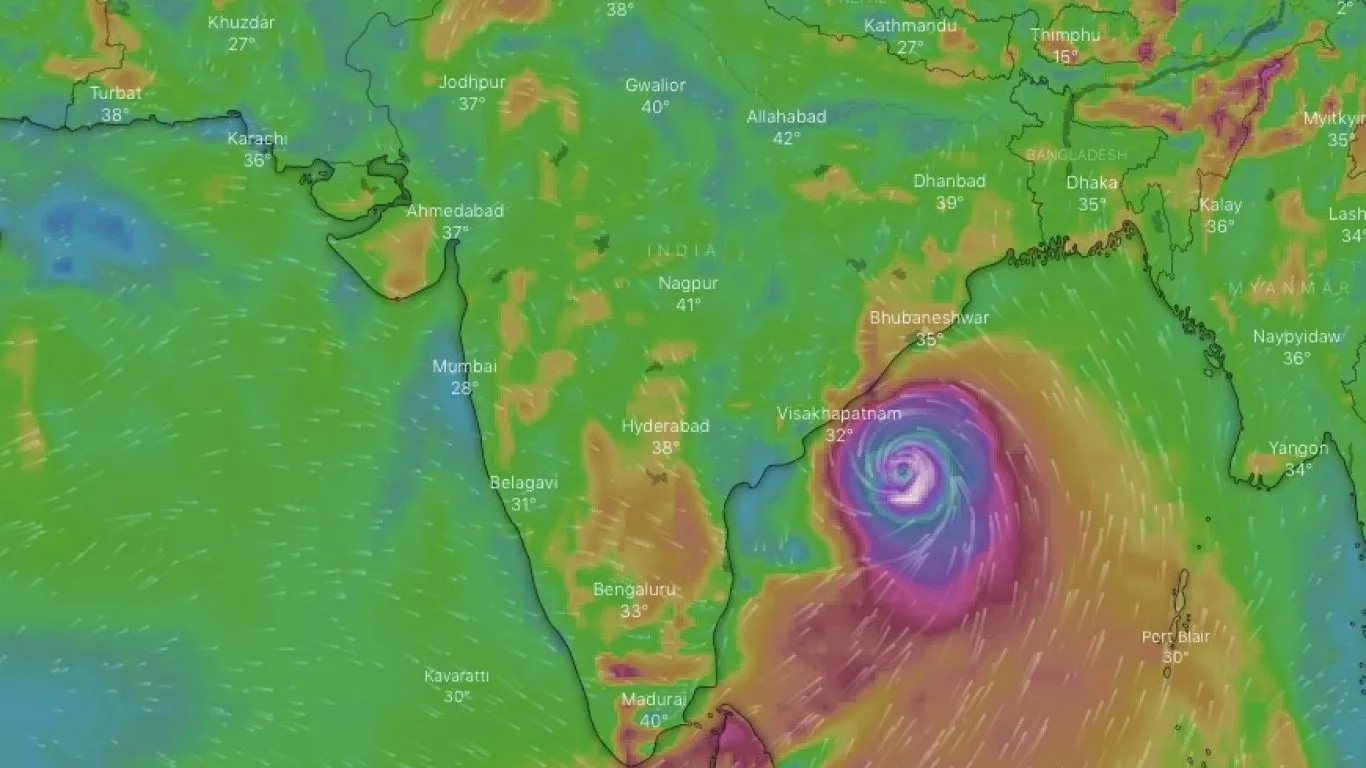 38°
2°
NEPAL
Khuzdar
27°
Kathmandu
27°
Thimphu
15°
Jodhpur
37°
Gwalior
40°
Turbat
38°
Allahabad
42°
Karachi
36°
BANGLADESH
Dhanbad
39°
Dhaka
35°
Myitkyi
35°
Ahmedabad
37°
Kalay
36°
Lash
34°
INDIA
Nagpur
41°
MYANMAR
Bhubaneshwar
35°
Naypyidaw
36°
Mumbai
28°
Visakhapatnam
32°
Hyderabad
38°
Yangon
34°
Belagavi
31°
Bengaluru
33°
Port Blair
30°
Kavaratti
30°
Madurai
40°